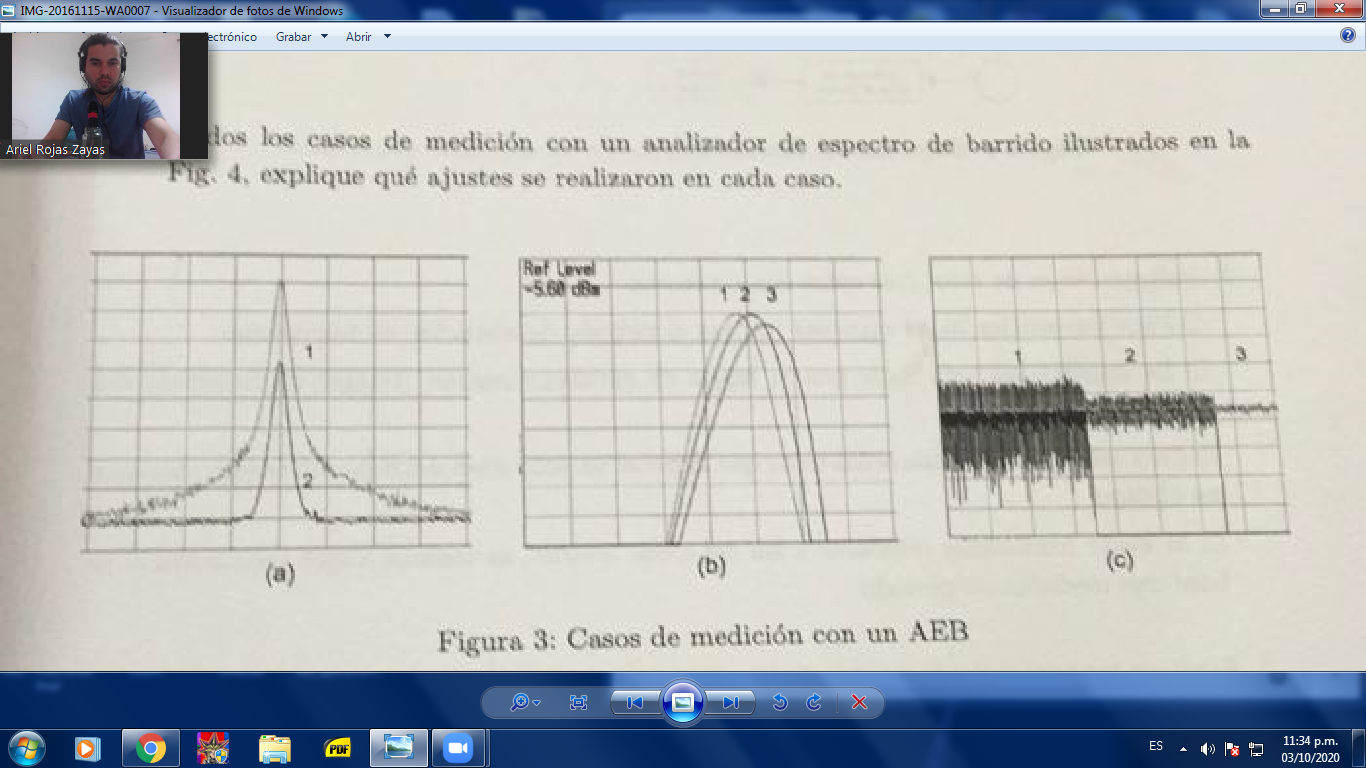 IMG-20161115-WA0007 - Visualizador de fotos de Windows
lectrónico Grabar Abrir
Ariel Rojas Zayas
dos los casos de medición con un analizador de espectro de barrido ilustrados en la
Fig. 4, explique qué ajustes se realizaron en cada caso.
1
2
(a)
Ref Level
-5.60 dBm
1 2 3
(b)
1 2 3
(c)
Figura 3: Casos de medición con un AEB
PDF
ES
11:34 p.m.
03/10/2020